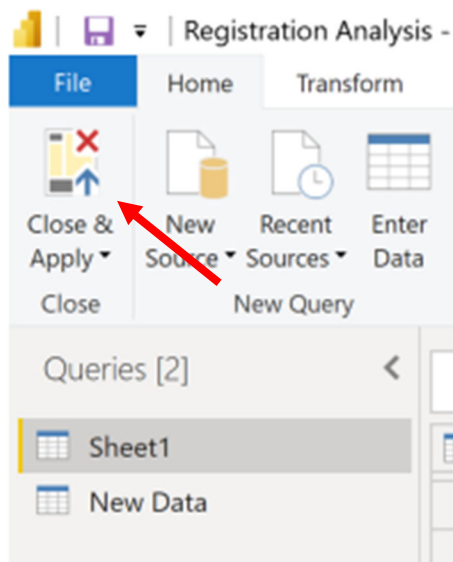 Registration Analysis -
File Home Transform
Close & New Recent Enter
Apply Source Sources Data
Close New Query
Queries [2]
Sheet1
New Data